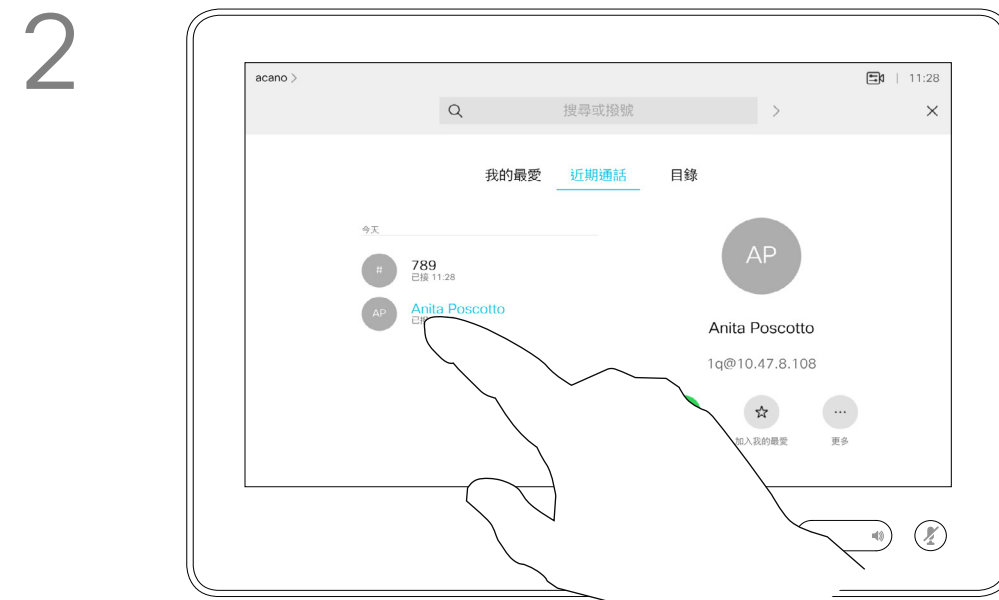 2
acano > 11:28
搜尋或撥號 >
我的最愛 近期通話 目錄
今天
# 789
已接 11:28
AP Anita Poscotto
AP
Anita Poscotto
1q@10.47.8.108
加入我的最愛 更多